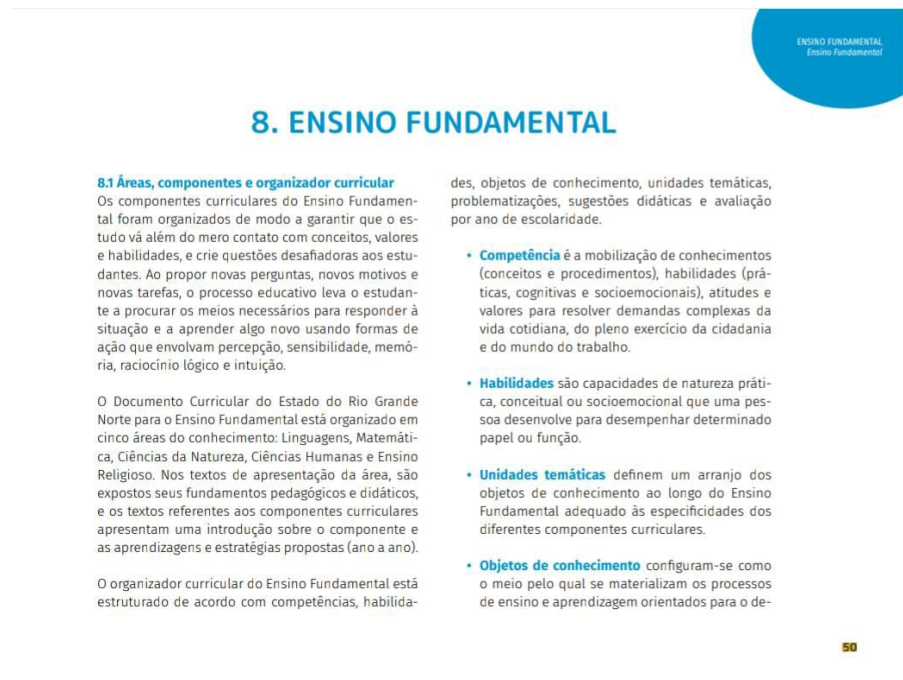 ENSINO FUNDAMENTAL
Ensino Fundamental
8. ENSINO FUNDAMENTAL
8.1 Áreas, componentes e organizador curricular
Os componentes curriculares do Ensino Fundamen-
tal foram organizados de modo a garantir que o es-
tudo vá além do mero contato com conceitos, valores
e habilidades, e crie questões desafiadoras aos estu-
dantes. Ao propor novas perguntas, novos motivos e
novas tarefas, o processo educativo leva o estudan-
te a procurar os meios necessários para responder à
situação e a aprender algo novo usando formas de
ação que envolvam percepção, sensibilidade, memó-
ria, raciocínio lógico e intuição.
O Documento Curricular do Estado do Rio Grande
Norte para o Ensino Fundamental está organizado em
cinco áreas do conhecimento: Linguagens, Matemáti-
ca, Ciências da Natureza, Ciências Humanas e Ensino
Religioso. Nos textos de apresentação da área, são
expostos seus fundamentos pedagógicos e didáticos,
e os textos referentes aos componentes curriculares
apresentam uma introdução sobre o componente e
as aprendizagens e estratégias propostas (ano a ano).
O organizador curricular do Ensino Fundamental está
estruturado de acordo com competências, habilida-
des, objetos de conhecimento, unidades temáticas,
problematizações, sugestões didáticas e avaliação
por ano de escolaridade.
• Competência é a mobilização de conhecimentos
(conceitos e procedimentos), habilidades (prá-
ticas, cognitivas e socioemocionais), atitudes e
valores para resolver demandas complexas da
vida cotidiana, do pleno exercício da cidadania
e do mundo do trabalho.
• Habilidades são capacidades de natureza práti-
ca, conceitual ou socioemocional que uma pes-
soa desenvolve para desempenhar determinado
papel ou função.
• Unidades temáticas definem um arranjo dos
objetos de conhecimento ao longo do Ensino
Fundamental adequado às especificidades dos
diferentes componentes curriculares.
• Objetos de conhecimento configuram-se como
o meio pelo qual se materializam os processos
de ensino e aprendizagem orientados para o de-
50